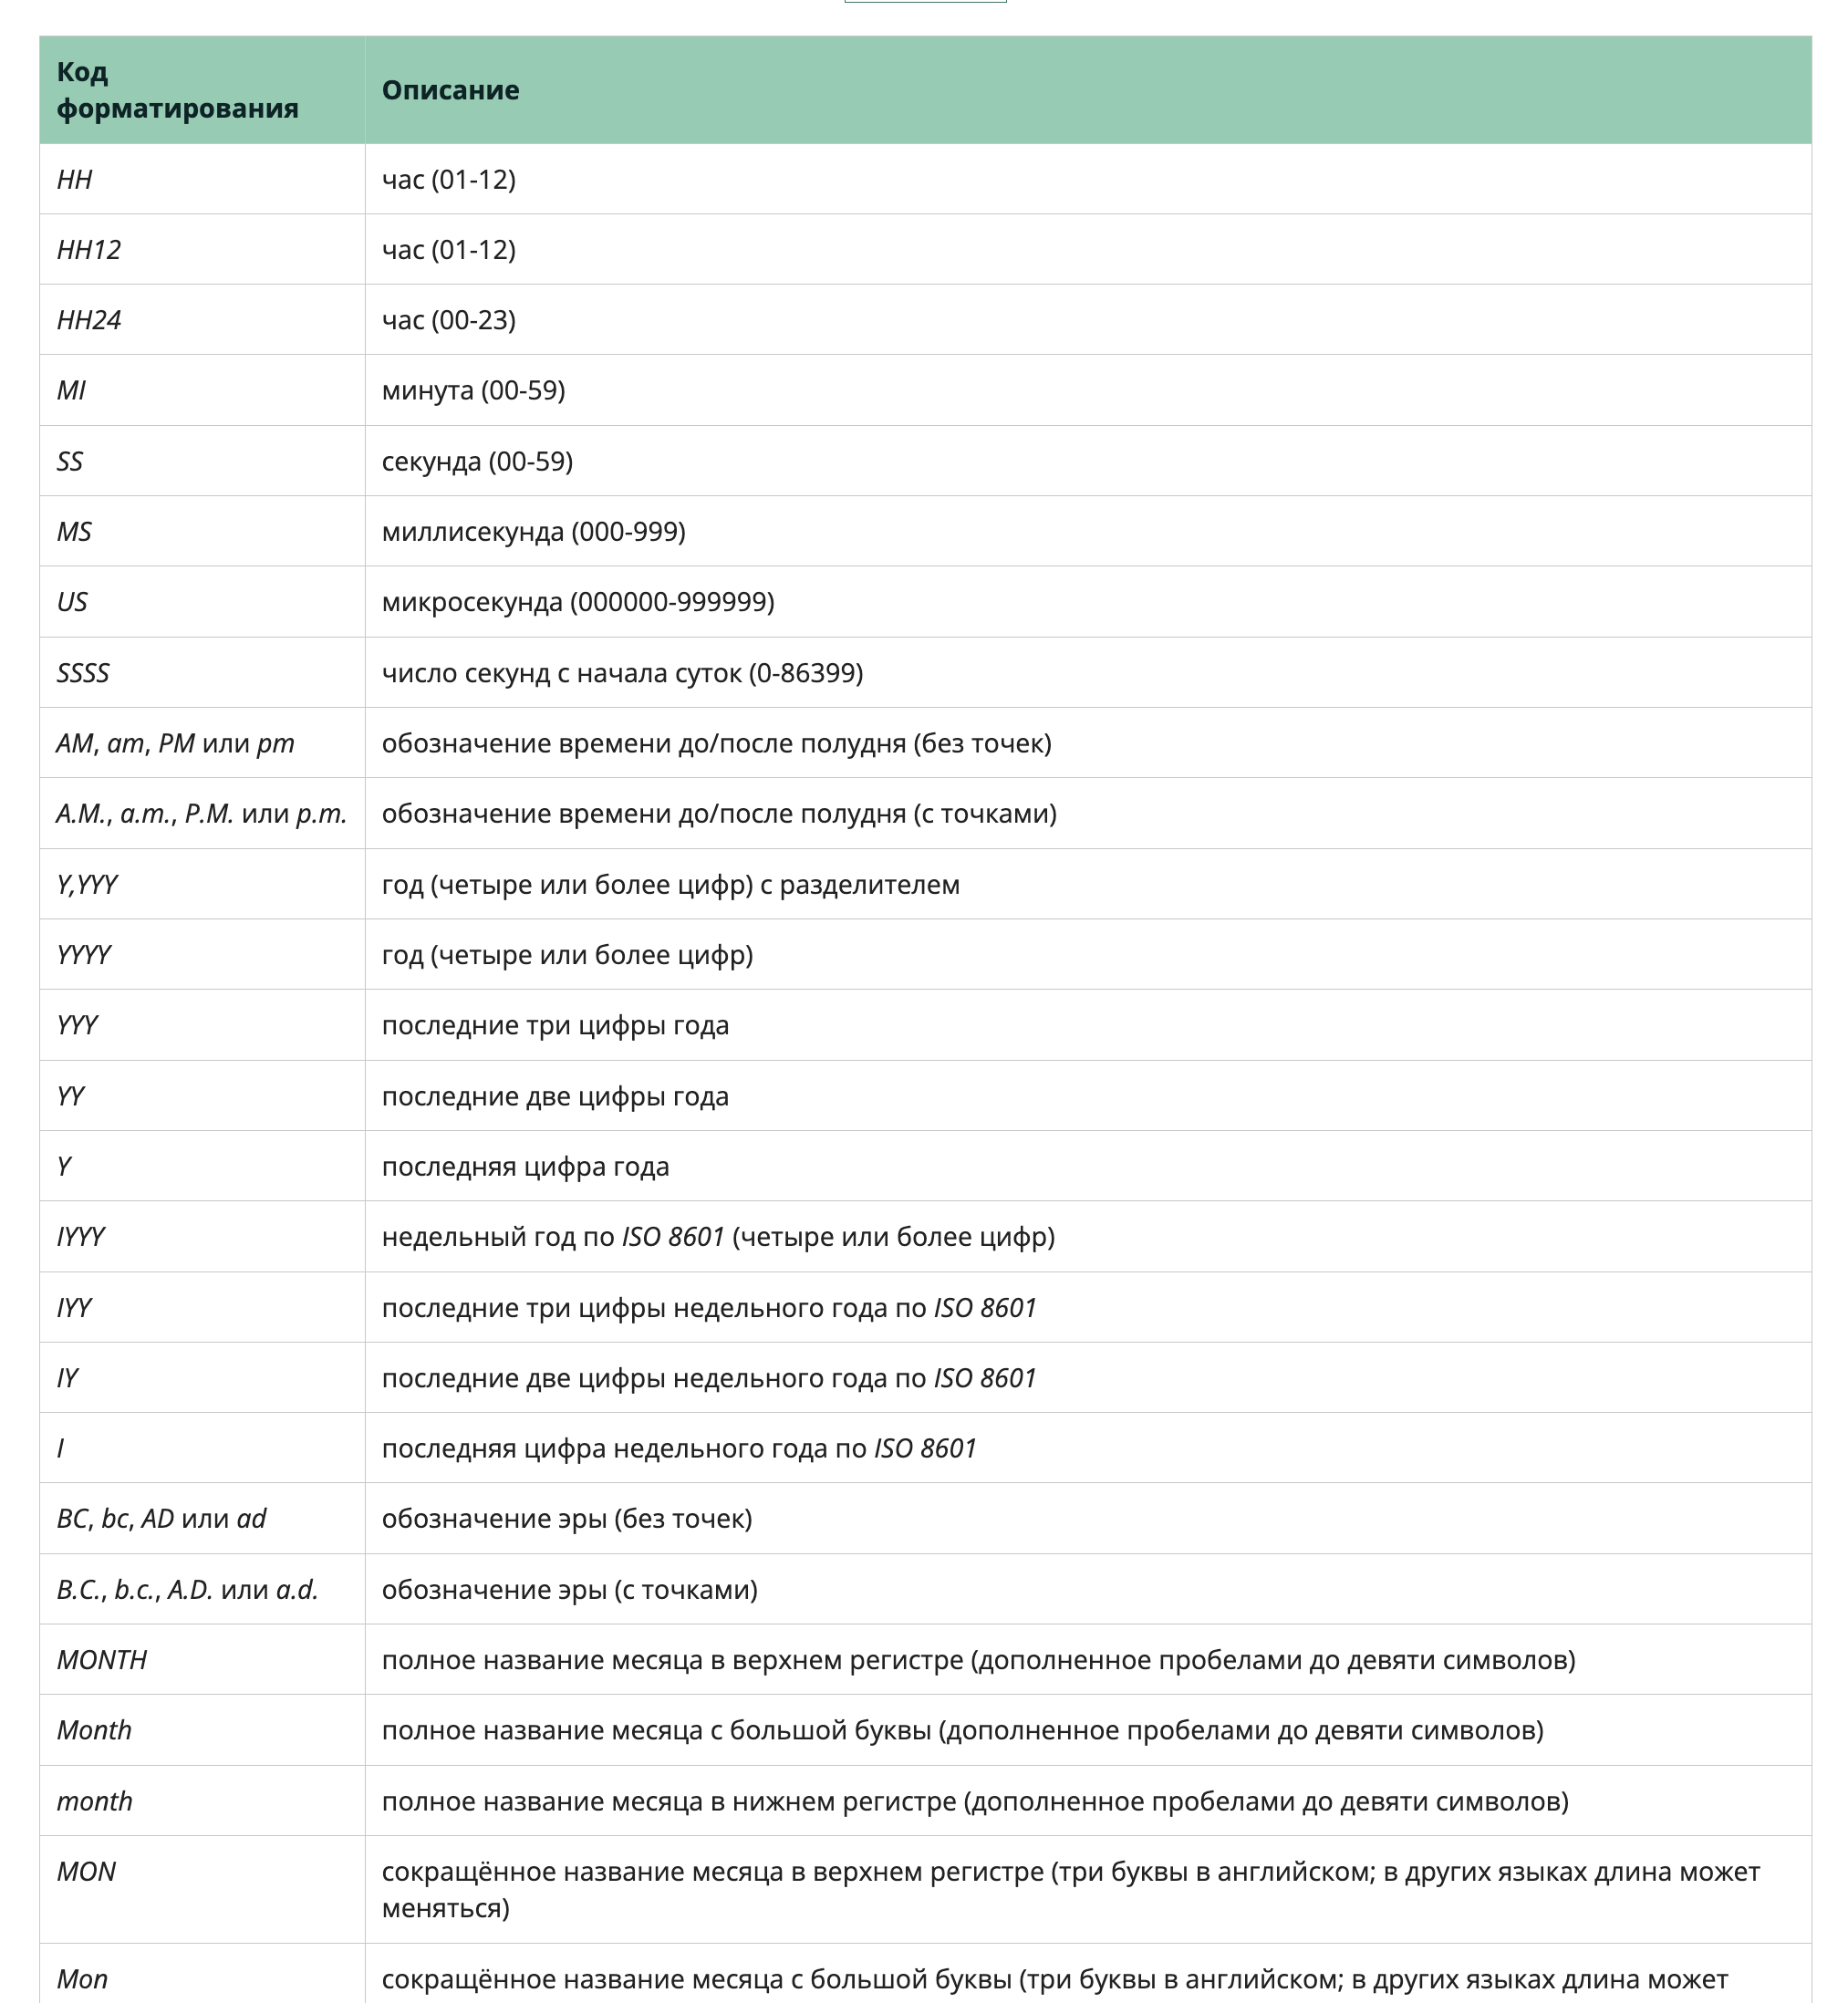 Код
форматирования
Описание
HH
час (01-12)
HH12
час (01-12)
HH24
час (00-23)
MI
минута (00-59)
SS
секунда (00-59)
MS
миллисекунда (000-999)
US
микросекунда (000000-999999)
SSSS
число секунд с начала суток (0-86399)
AM, am, PM или pm
обозначение времени до/после полудня (без точек)
A.M., a.m., P.M. или p.m.
обозначение времени до/после полудня (с точками)
Y,YYY
год (четыре или более цифр) с разделителем
YYYY
год (четыре или более цифр)
YYY
последние три цифры года
YY
последние две цифры года
Y
последняя цифра года
IYYY
недельный год по ISO 8601 (четыре или более цифр)
IYY
последние три цифры недельного года по ISO 8601
IY
последние две цифры недельного года по ISO 8601
I
последняя цифра недельного года по ISO 8601
BC, bc, AD или ad
обозначение эры (без точек)
B.C., b.c., A.D. или a.d.
обозначение эры (с точками)
MONTH
полное название месяца в верхнем регистре (дополненное пробелами до девяти символов)
Month
полное название месяца с большой буквы (дополненное пробелами до девяти символов)
month
полное название месяца в нижнем регистре (дополненное пробелами до девяти символов)
MON
сокращённое название месяца в верхнем регистре (три буквы в английском; в других языках длина может
меняться)
Mon
сокращённое название месяца с большой буквы (три буквы в английском; в других языках длина может